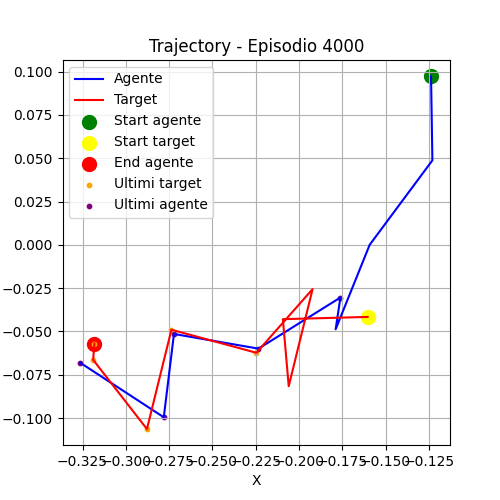 Trajectory - Episodio 4000
Agente
Target
Start agente
Start target
End agente
Ultimi target
Ultimi agente
0.100
0.075
0.050
0.025
0.000
−0.025
−0.050
−0.075
−0.100
−0.325 −0.300 −0.275 −0.250 −0.225 −0.200 −0.175 −0.150 −0.125
X